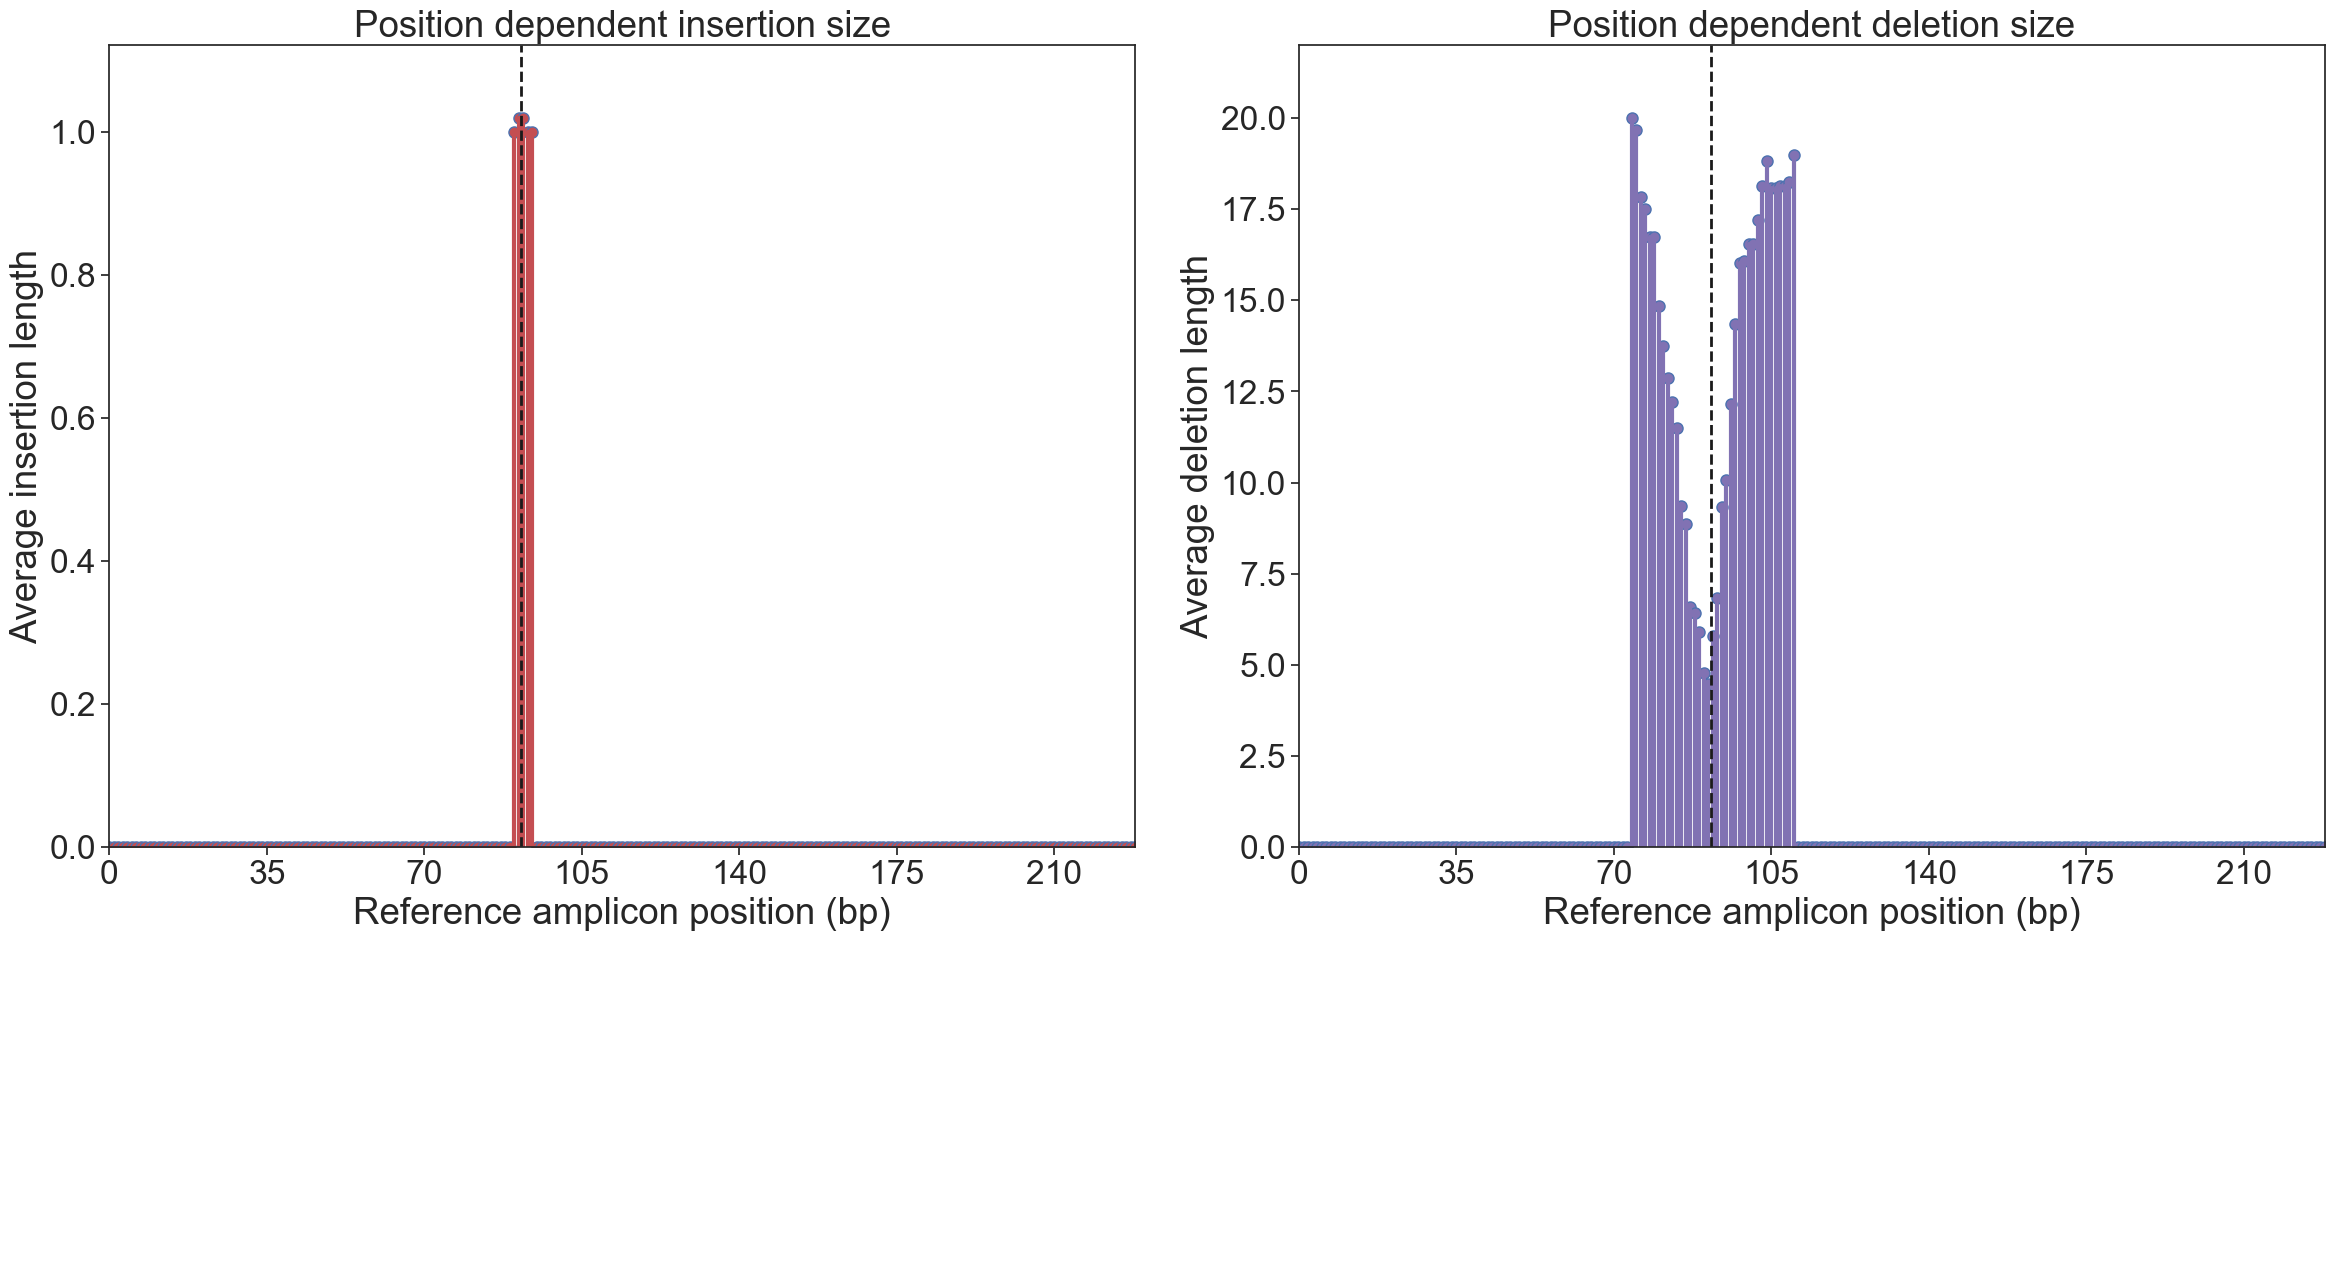 Position dependent insertion size
Average insertion length
1.0
0.8
0.6
0.4
0.2
0.0
0 35 70 105 140 175 210
Reference amplicon position (bp)
Position dependent deletion size
Average deletion length
20.0
17.5
15.0
12.5
10.0
7.5
5.0
2.5
0.0
0 35 70 105 140 175 210
Reference amplicon position (bp)